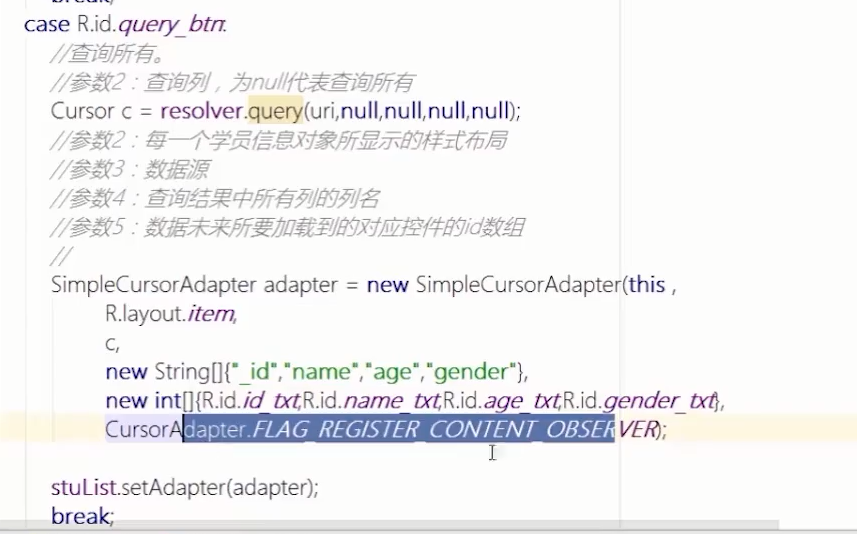 break;
case R.id.query_btn:
//查询所有。
//参数2：查询列，为null代表查询所有
Cursor c = resolver.query(uri,null,null,null,null);
//参数2：每一个学员信息对象所显示的样式布局
//参数3：数据源
//参数4：查询结果中所有列的列名
//参数5：数据未来所要加载到的对应控件的id数组
//
SimpleCursorAdapter adapter = new SimpleCursorAdapter(this ,
R.layout.item,
c,
new String[]{"_id","name","age","gender"},
new int[]{R.id.id_txt,R.id.name_txt,R.id.age_txt,R.id.gender_txt},
CursorAdapter.FLAG_REGISTER_CONTENT_OBSERVER);
stuList.setAdapter(adapter);
break;